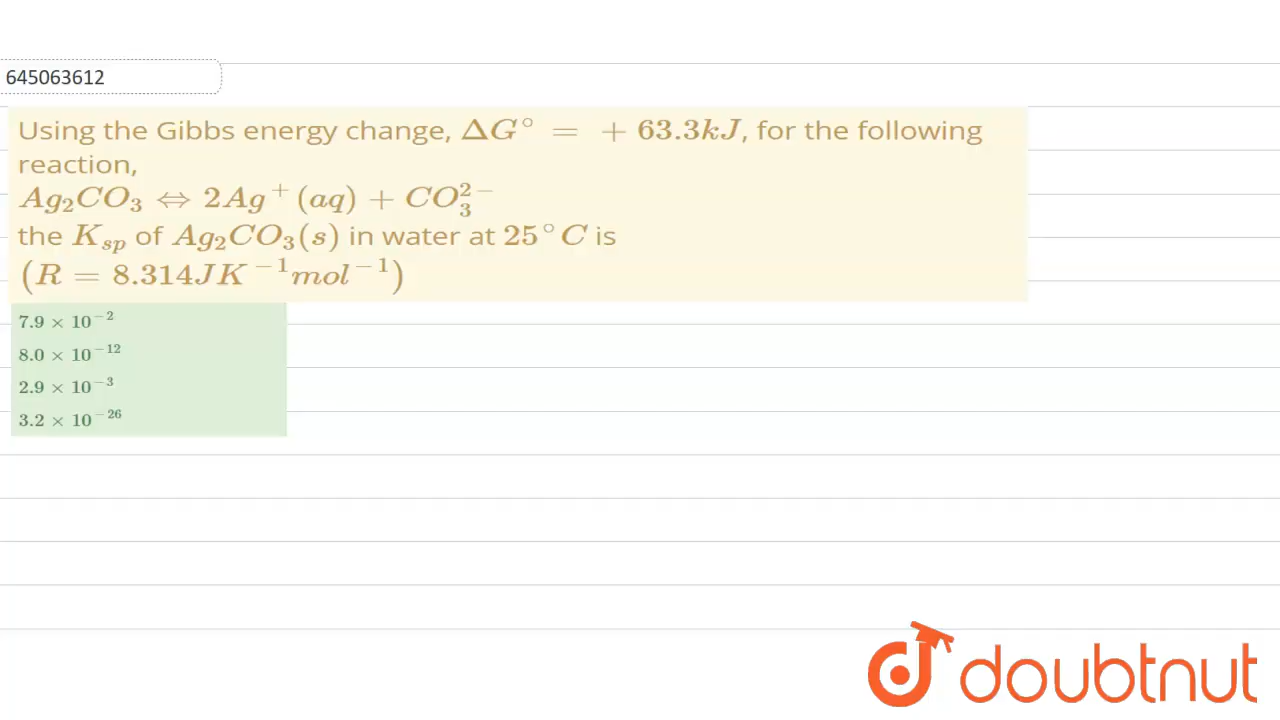 645063612
Using the Gibbs energy change, ΔG° = + 63.3kJ, for the following
reaction,
Ag₂CO₃ ⇔ 2Ag⁺(aq) + CO₃²⁻
the Kₛₚ of Ag₂CO₃(s) in water at 25°C is
(R = 8.314JK⁻¹mol⁻¹)
7.9 × 10⁻²
8.0 × 10⁻¹²
2.9 × 10⁻³
3.2 × 10⁻²⁶
doubtnut